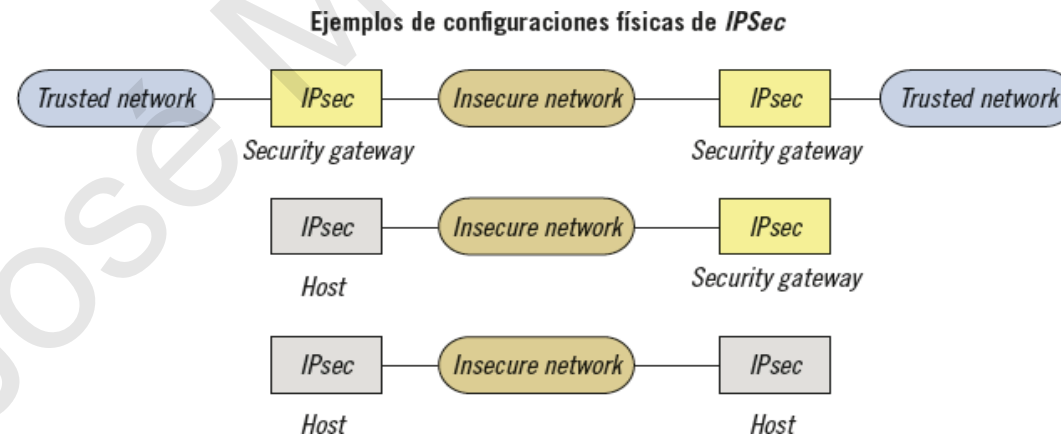 Ejemplos de configuraciones físicas de IPSec
Trusted network IPsec Insecure network IPsec Trusted network
Security gateway Security gateway
IPsec Insecure network IPsec
Host Security gateway
IPsec Insecure network IPsec
Host Host
José M